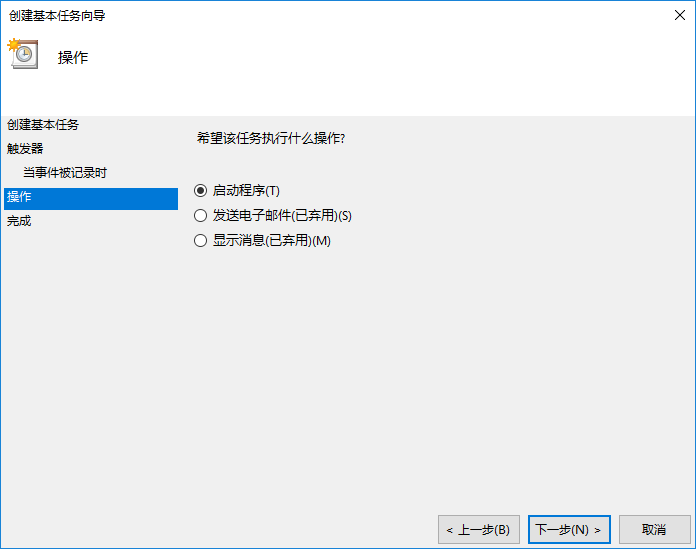 创建基本任务向导
操作
创建基本任务
触发器
当事件被记录时
操作
完成
希望该任务执行什么操作?
启动程序(T)
发送电子邮件(已弃用)(S)
显示消息(已弃用)(M)
< 上一步(B)
下一步(N) >
取消